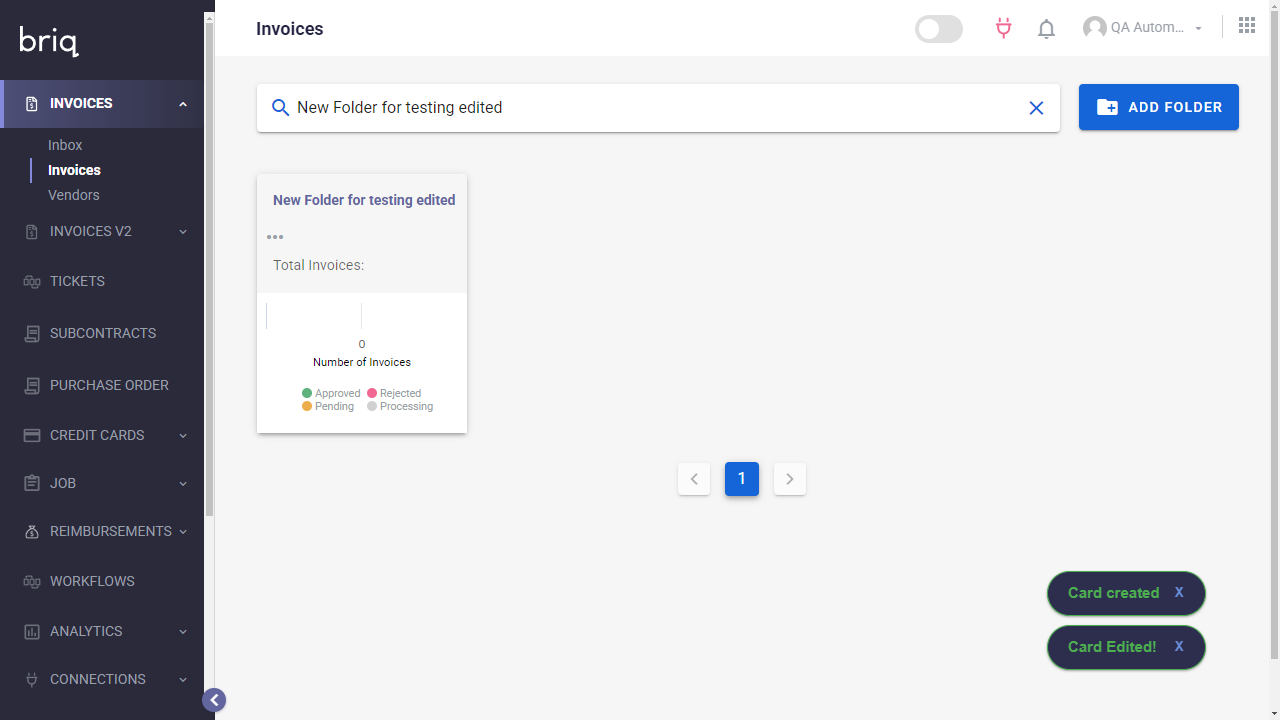 briq
Invoices
QA Autom...
INVOICES
Inbox
Invoices
Vendors
INVOICES V2
TICKETS
SUBCONTRACTS
PURCHASE ORDER
CREDIT CARDS
JOB
REIMBURSEMENTS
WORKFLOWS
ANALYTICS
CONNECTIONS
New Folder for testing edited
ADD FOLDER
New Folder for testing edited
Total Invoices:
0
Number of Invoices
Approved Rejected
Pending Processing
1
Card created X
Card Edited! X